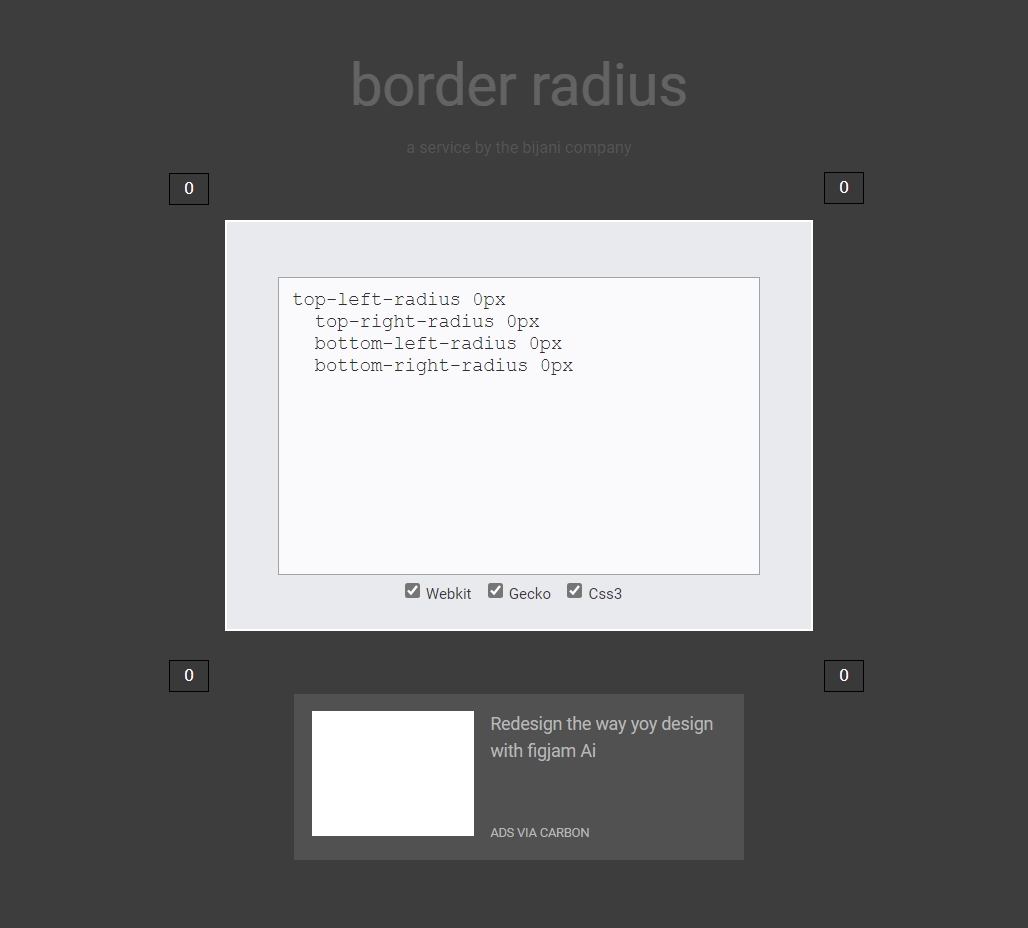 border radius
a service by the bijani company
0
0
top-left-radius 0px
top-right-radius 0px
bottom-left-radius 0px
bottom-right-radius 0px
Webkit Gecko Css3
0
0
Redesign the way yoy design
with figjam Ai
ADS VIA CARBON